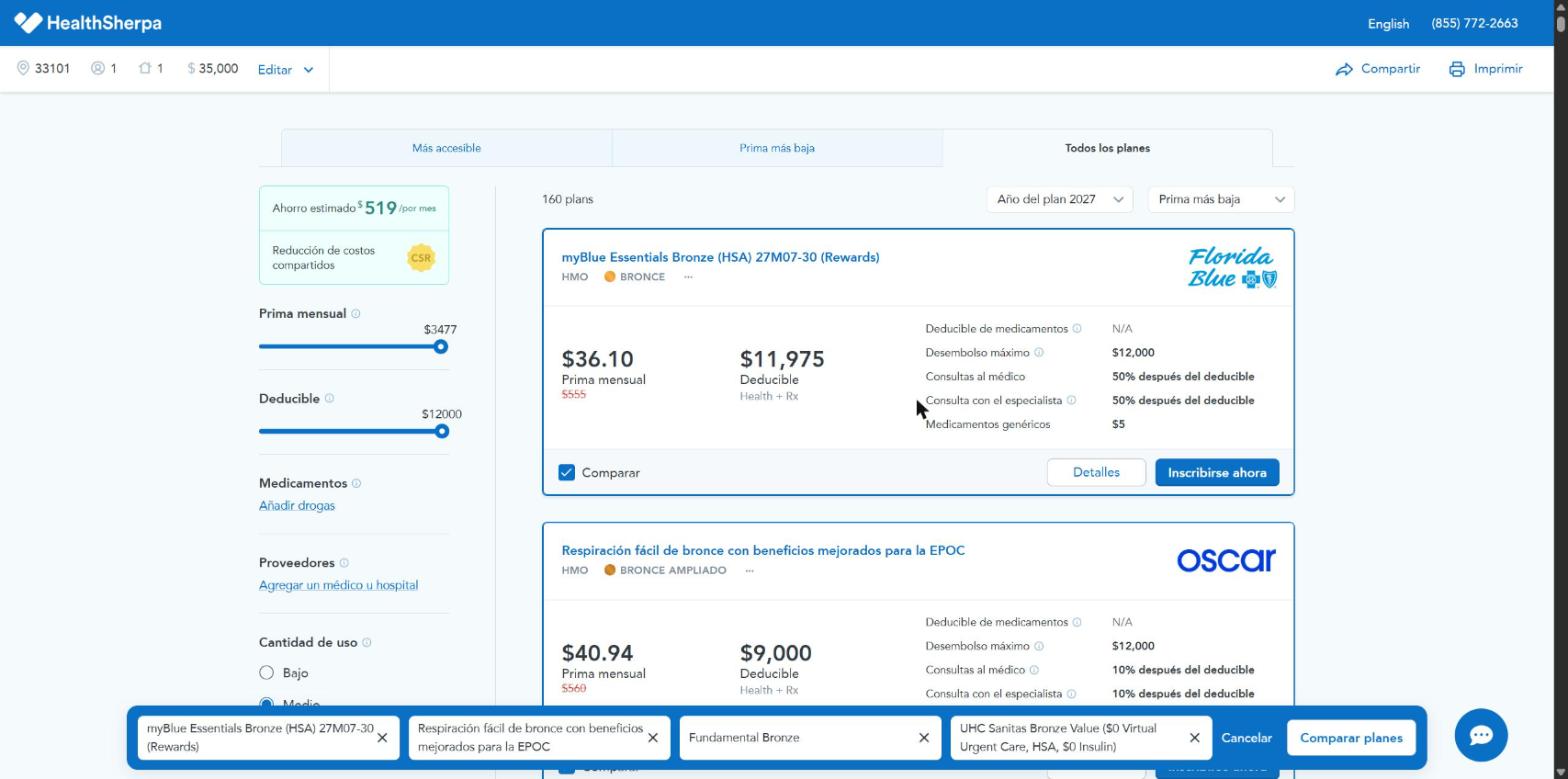 HealthSherpa
English
(855) 772-2663
33101
1
1
$ 35,000
Editar
Compartir
Imprimir
Más accesible
Prima más baja
Todos los planes
Ahorro estimado $519 /por mes
Reducción de costos
compartidos
CSR
Prima mensual
$3477
Deducible
$12000
Medicamentos
Añadir drogas
Proveedores
Agregar un médico u hospital
Cantidad de uso
Bajo
Medio
160 plans
Año del plan 2027
Prima más baja
myBlue Essentials Bronze (HSA) 27M07-30 (Rewards)
HMO
BRONCE
...
Florida
Blue
$36.10
Prima mensual
$555
$11,975
Deducible
Health + Rx
Deducible de medicamentos
N/A
Desembolso máximo
$12,000
Consultas al médico
50% después del deducible
Consulta con el especialista
50% después del deducible
Medicamentos genéricos
$5
Comparar
Detalles
Inscribirse ahora
Respiración fácil de bronce con beneficios mejorados para la EPOC
HMO
BRONCE AMPLIADO
...
oscar
$40.94
Prima mensual
$560
$9,000
Deducible
Health + Rx
Deducible de medicamentos
N/A
Desembolso máximo
$12,000
Consultas al médico
10% después del deducible
Consulta con el especialista
10% después del deducible
myBlue Essentials Bronze (HSA) 27M07-30
(Rewards)
Respiración fácil de bronce con beneficios
mejorados para la EPOC
Fundamental Bronze
UHC Sanitas Bronze Value ($0 Virtual
Urgent Care, HSA, $0 Insulin)
Cancelar
Comparar planes